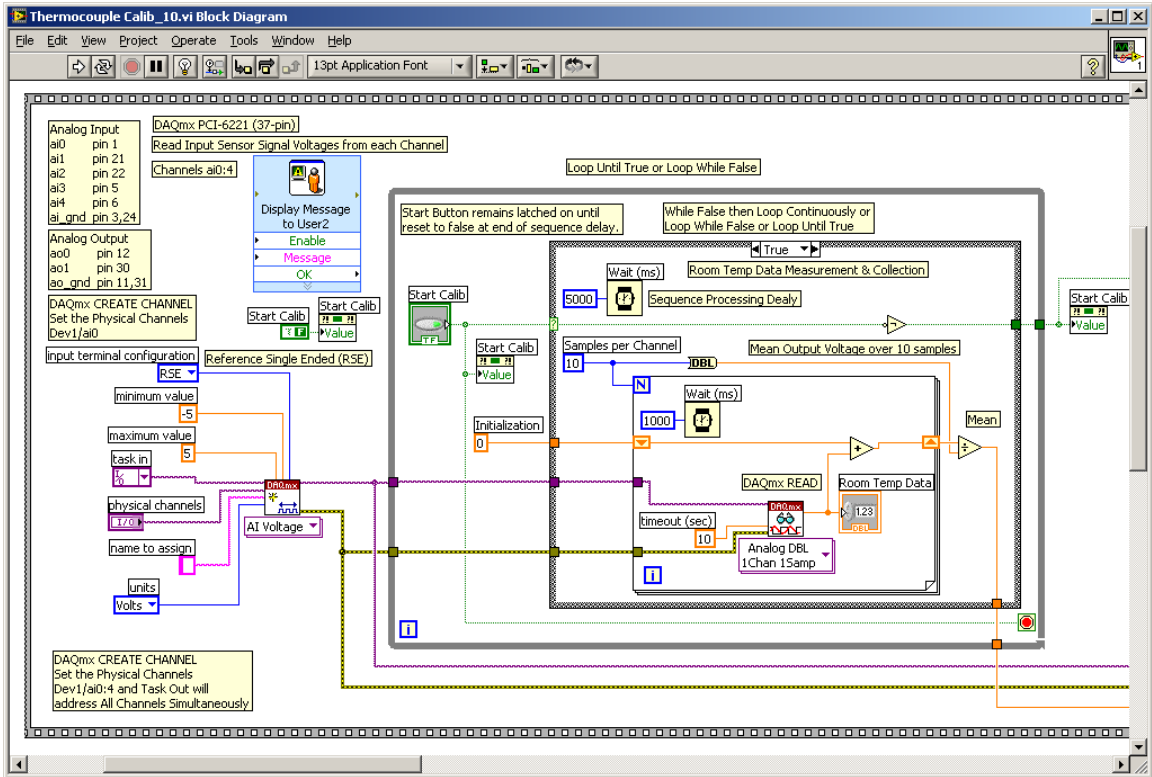 Thermocouple Calib_10.vi Block Diagram
File Edit View Project Operate Tools Window Help
13pt Application Font
1
Analog Input
ai0 pin 1
ai1 pin 21
ai2 pin 22
ai3 pin 5
ai4 pin 6
ai_gnd pin 3,24
DAQmx PCI-6221 (37-pin)
Read Input Sensor Signal Voltages from each Channel
Channels ai0:4
Display Message
to User2
Enable
Message
OK
Analog Output
ao0 pin 12
ao1 pin 30
ao_gnd pin 11,31
DAQmx CREATE CHANNEL
Set the Physical Channels
Dev1/ai0
Start Calib
TF
Start Calib
Value
input terminal configuration
Reference Single Ended (RSE)
RSE
minimum value
-5
maximum value
5
task in
I/O
physical channels
I/O
name to assign
units
Volts
DAQmx
AI Voltage
DAQmx CREATE CHANNEL
Set the Physical Channels
Dev1/ai0:4 and Task Out will
address All Channels Simultaneously
Loop Until True or Loop While False
Start Button remains latched on until
reset to false at end of sequence delay.
While False then Loop Continuously or
Loop While False or Loop Until True
True
Wait (ms)
Room Temp Data Measurement & Collection
5000
Sequence Processing Dealy
Start Calib
TF
Start Calib
Value
Samples per Channel
10
DBL
Mean Output Voltage over 10 samples
N
Wait (ms)
1000
Initialization
0
Mean
DAQmx READ
Room Temp Data
1.23
DBL
timeout (sec)
10
DAQmx
Analog DBL
1Chan 1Samp
i
i
Start Calib
Value